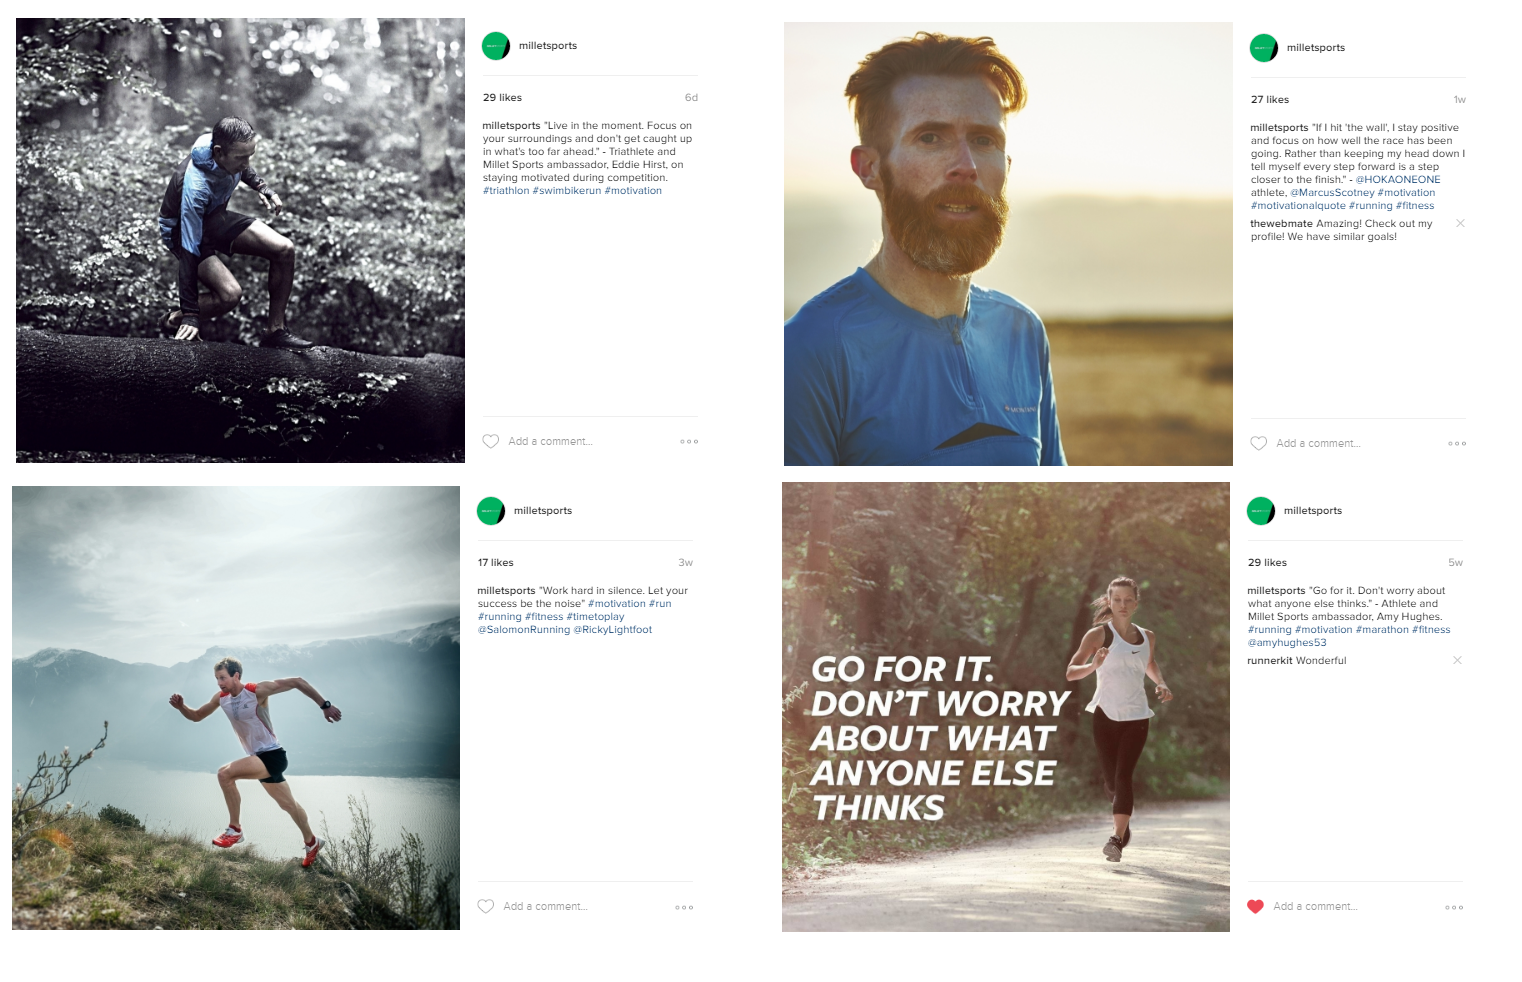 milletsports
29 likes 6d
milletsports "Live in the moment. Focus on
your surroundings and don't get caught up
in what's too far ahead." - Triathlete and
Millet Sports ambassador, Eddie Hirst, on
staying motivated during competition.
#triathlon #swimbikerun #motivation
Add a comment...
milletsports
27 likes 1w
milletsports "If I hit 'the wall', I stay positive
and focus on how well the race has been
going. Rather than keeping my head down I
tell myself every step forward is a step
closer to the finish." - @HOKAONEONE
athlete, @MarcusScotney #motivation
#motivationalquote #running #fitness
thewebmate Amazing! Check out my
profile! We have similar goals!
Add a comment...
milletsports
17 likes 3w
milletsports "Work hard in silence. Let your
success be the noise" #motivation #run
#running #fitness #timetoplay
@SalomonRunning @RickyLightfoot
Add a comment...
GO FOR IT.
DON'T WORRY
ABOUT WHAT
ANYONE ELSE
THINKS
milletsports
29 likes 5w
milletsports "Go for it. Don't worry about
what anyone else thinks." - Athlete and
Millet Sports ambassador, Amy Hughes.
#running #motivation #marathon #fitness
@amyhughes53
runnerkit Wonderful
Add a comment...